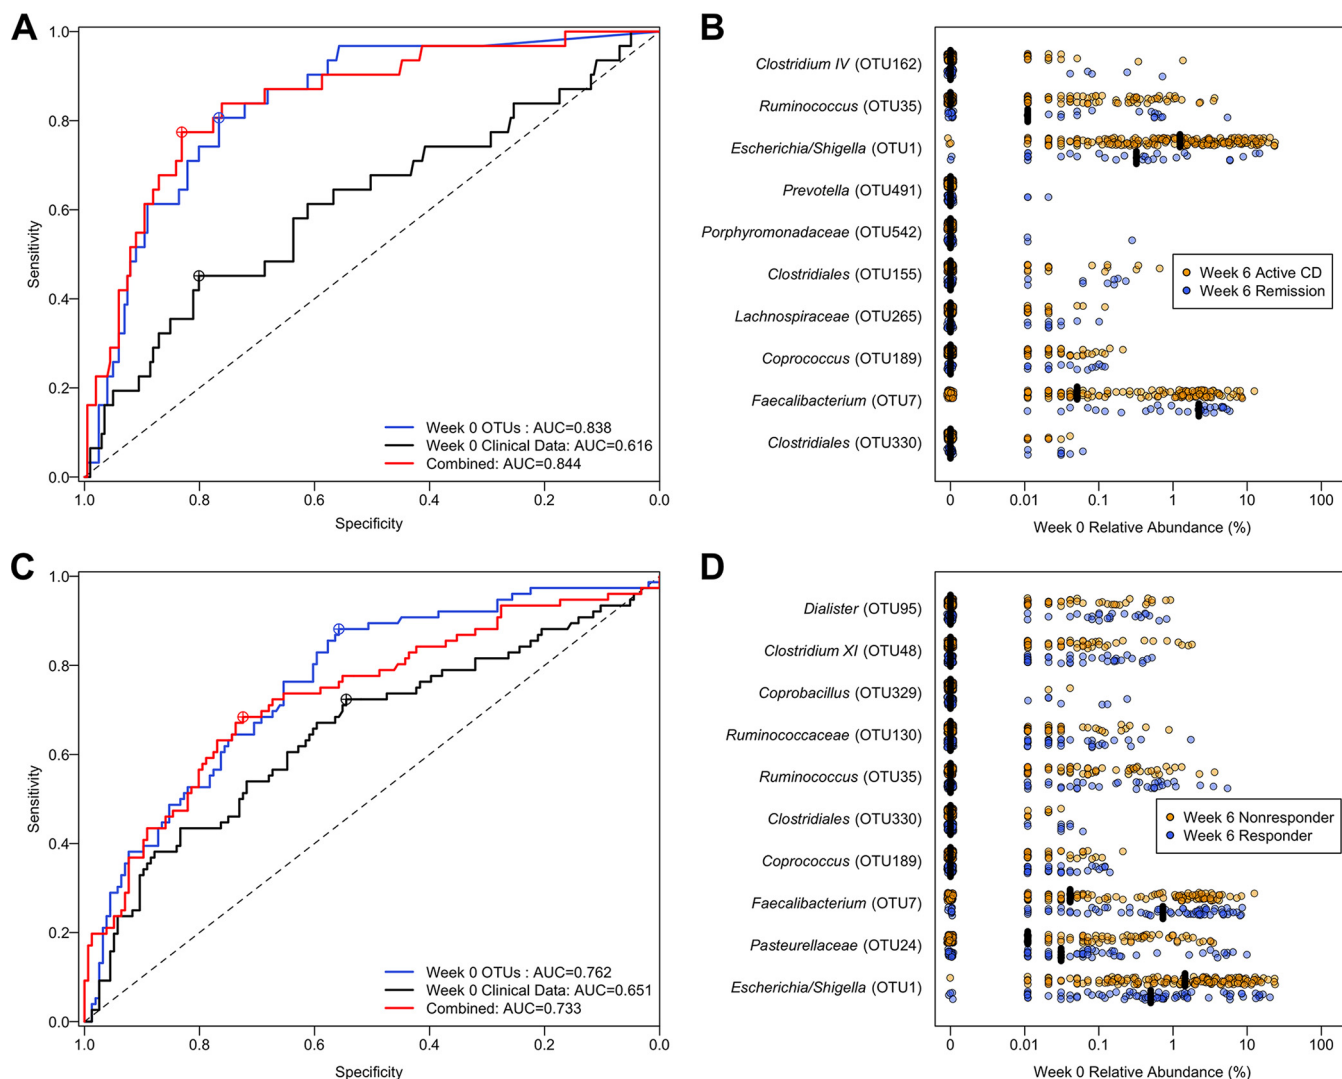 A
1.0
0.8
0.6
0.4
0.2
0.0
Sensitivity
1.0 0.8 0.6 0.4 0.2 0.0
Specificity
Week 0 OTUs : AUC=0.838
Week 0 Clinical Data: AUC=0.616
Combined: AUC=0.844
B
Clostridium IV (OTU162)
Ruminococcus (OTU35)
Escherichia/Shigella (OTU1)
Prevotella (OTU491)
Porphyromonadaceae (OTU542)
Clostridiales (OTU155)
Lachnospiraceae (OTU265)
Coprococcus (OTU189)
Faecalibacterium (OTU7)
Clostridiales (OTU330)
Week 6 Active CD
Week 6 Remission
0 0.01 0.1 1 10 100
Week 0 Relative Abundance (%)
C
1.0
0.8
0.6
0.4
0.2
0.0
Sensitivity
1.0 0.8 0.6 0.4 0.2 0.0
Specificity
Week 0 OTUs : AUC=0.762
Week 0 Clinical Data: AUC=0.651
Combined: AUC=0.733
D
Dialister (OTU95)
Clostridium XI (OTU48)
Coprobacillus (OTU329)
Ruminococcaceae (OTU130)
Ruminococcus (OTU35)
Clostridiales (OTU330)
Coprococcus (OTU189)
Faecalibacterium (OTU7)
Pasteurellaceae (OTU24)
Escherichia/Shigella (OTU1)
Week 6 Nonresponder
Week 6 Responder
0 0.01 0.1 1 10 100
Week 0 Relative Abundance (%)